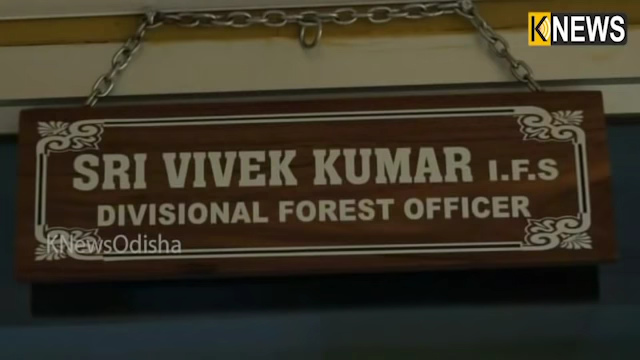 KNEWS
SRI VIVEK KUMAR I.F.S
DIVISIONAL FOREST OFFICER
KNewsOdisha